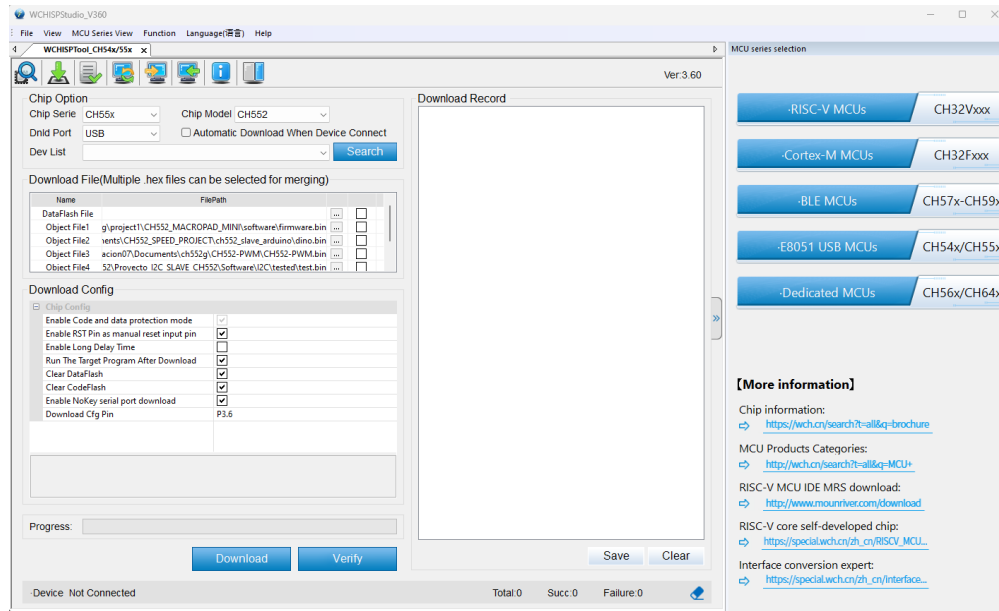 WCHISPStudio_V360
File View MCU Series View Function Language(语言) Help
WCHISPTool_CH54x/55x x
MCU series selection
Ver:3.60
Chip Option
Chip Serie CH55x Chip Model CH552
Dnld Port USB Automatic Download When Device Connect
Dev List Search
Download File(Multiple .hex files can be selected for merging)
Name FilePath
DataFlash File ...
Object File1 g\project1\CH552_MACROPAD_MINI\software\firmware.bin ...
Object File2 nents\CH552_SPEED_PROJECT\ch552_slave_arduino\dino.bin ...
Object File3 acion07\Documents\ch552g\CH552-PWM\CH552-PWM.bin ...
Object File4 52\Proyecto I2C SLAVE CH552\Software\I2C\tested\test.bin ...
Download Config
Chip Config
Enable Code and data protection mode
Enable RST Pin as manual reset input pin
Enable Long Delay Time
Run The Target Program After Download
Clear DataFlash
Clear CodeFlash
Enable NoKey serial port download
Download Cfg Pin P3.6
Progress:
Download Verify
Download Record
Save Clear
·Device Not Connected Total:0 Succ:0 Failure:0
·RISC-V MCUs CH32Vxxx
·Cortex-M MCUs CH32Fxxx
·BLE MCUs CH57x-CH59x
·E8051 USB MCUs CH54x/CH55x
·Dedicated MCUs CH56x/CH64x
【More information】
Chip information:
https://wch.cn/search?t=all&q=brochure
MCU Products Categories:
http://wch.cn/search?t=all&q=MCU+
RISC-V MCU IDE MRS download:
http://www.mounriver.com/download
RISC-V core self-developed chip:
https://special.wch.cn/zh_cn/RISCV_MCU...
Interface conversion expert:
https://special.wch.cn/zh_cn/interface...